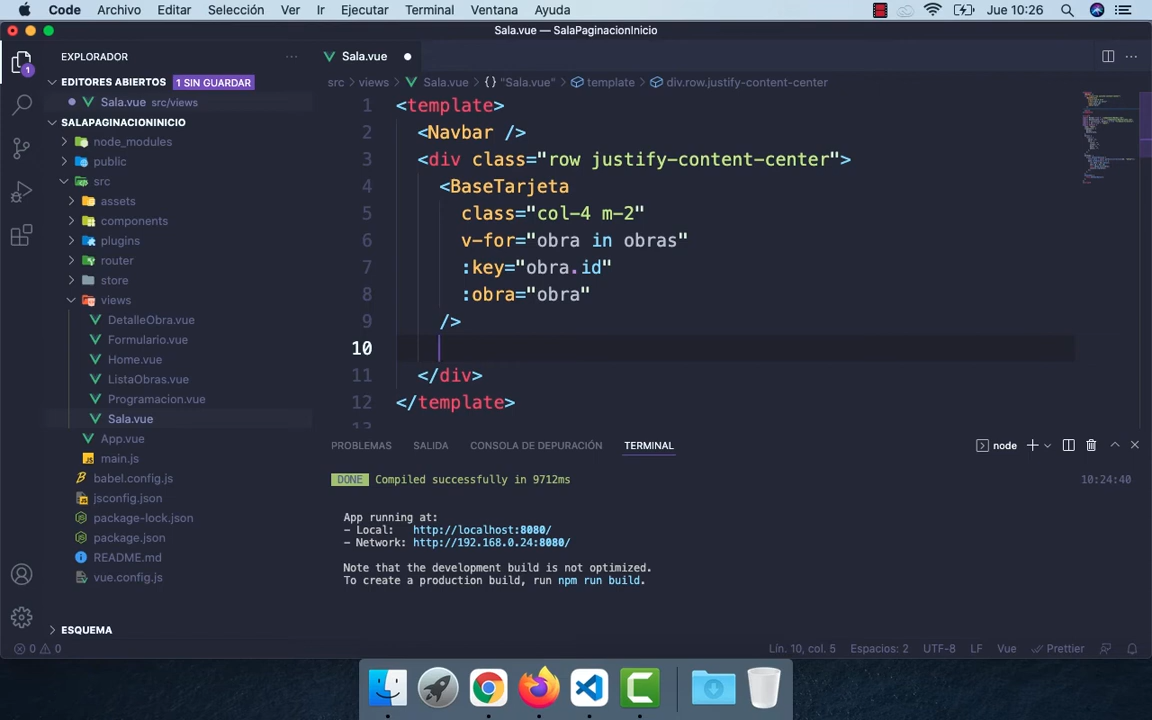 Code Archivo Editar Selección Ver Ir Ejecutar Terminal Ventana Ayuda Jue 10:26
Sala.vue — SalaPaginacionInicio
EXPLORADOR
EDITORES ABIERTOS 1 SIN GUARDAR
Sala.vue src/views
SALAPAGINACIONINICIO
node_modules
public
src
assets
components
plugins
router
store
views
DetalleObra.vue
Formulario.vue
Home.vue
ListaObras.vue
Programacion.vue
Sala.vue
App.vue
main.js
babel.config.js
jsconfig.json
package-lock.json
package.json
README.md
vue.config.js
ESQUEMA
Sala.vue
src > views > Sala.vue > {} "Sala.vue" > template > div.row.justify-content-center
1 <template>
2 <Navbar />
3 <div class="row justify-content-center">
4 <BaseTarjeta
5 class="col-4 m-2"
6 v-for="obra in obras"
7 :key="obra.id"
8 :obra="obra"
9 />
10
11 </div>
12 </template>
13
PROBLEMAS SALIDA CONSOLA DE DEPURACIÓN TERMINAL node
DONE Compiled successfully in 9712ms 10:24:40
App running at:
- Local: http://localhost:8080/
- Network: http://192.168.0.24:8080/
Note that the development build is not optimized.
To create a production build, run npm run build.
0 0 Lín. 10, col. 5 Espacios: 2 UTF-8 LF Vue Prettier